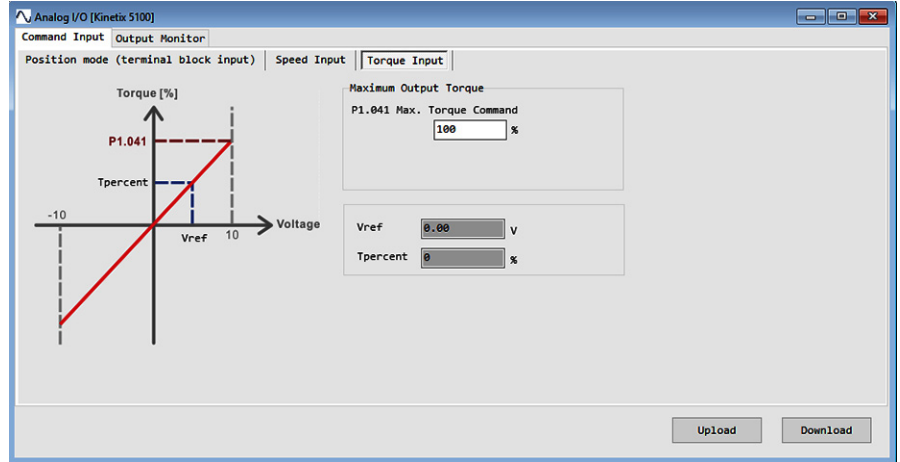 Analog I/O [Kinetix 5100]
Command Input Output Monitor
Position mode (terminal block input) Speed Input Torque Input
Torque [%]
P1.041
Tpercent
-10
Vref
10
Voltage
Maximum Output Torque
P1.041 Max. Torque Command
100 %
Vref 0.00 V
Tpercent 0 %
Upload Download